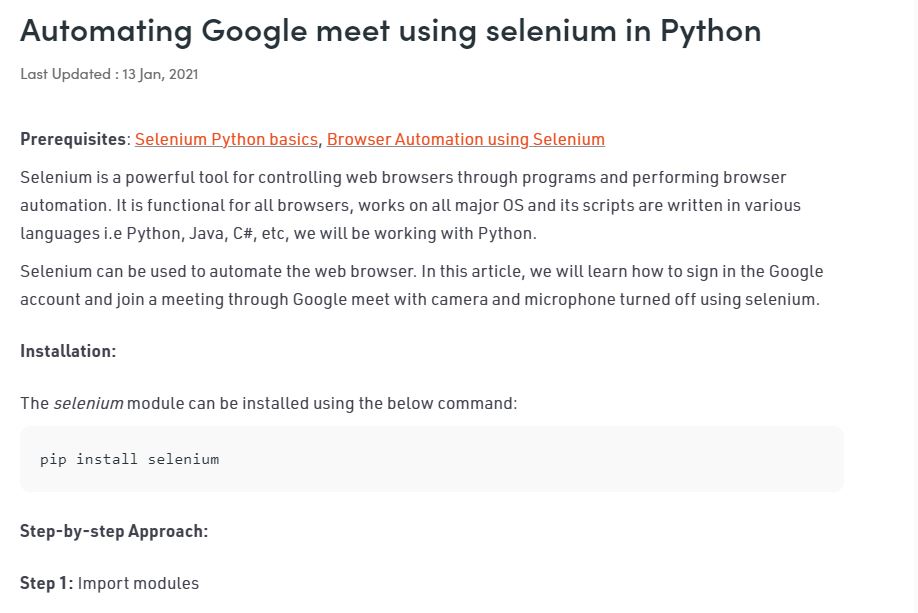 Automating Google meet using selenium in Python
Last Updated : 13 Jan, 2021
Prerequisites: Selenium Python basics, Browser Automation using Selenium
Selenium is a powerful tool for controlling web browsers through programs and performing browser
automation. It is functional for all browsers, works on all major OS and its scripts are written in various
languages i.e Python, Java, C#, etc, we will be working with Python.
Selenium can be used to automate the web browser. In this article, we will learn how to sign in the Google
account and join a meeting through Google meet with camera and microphone turned off using selenium.
Installation:
The selenium module can be installed using the below command:
pip install selenium
Step-by-step Approach:
Step 1: Import modules